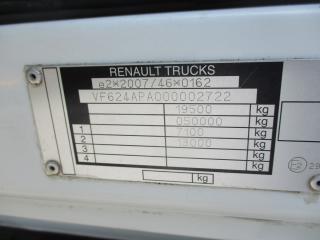 RENAULT TRUCKS
e2*2007/46*0162
VF624APA000002722
19500 kg
050000 kg
1 7100 kg
2 13000 kg
3 kg
4 kg
kg